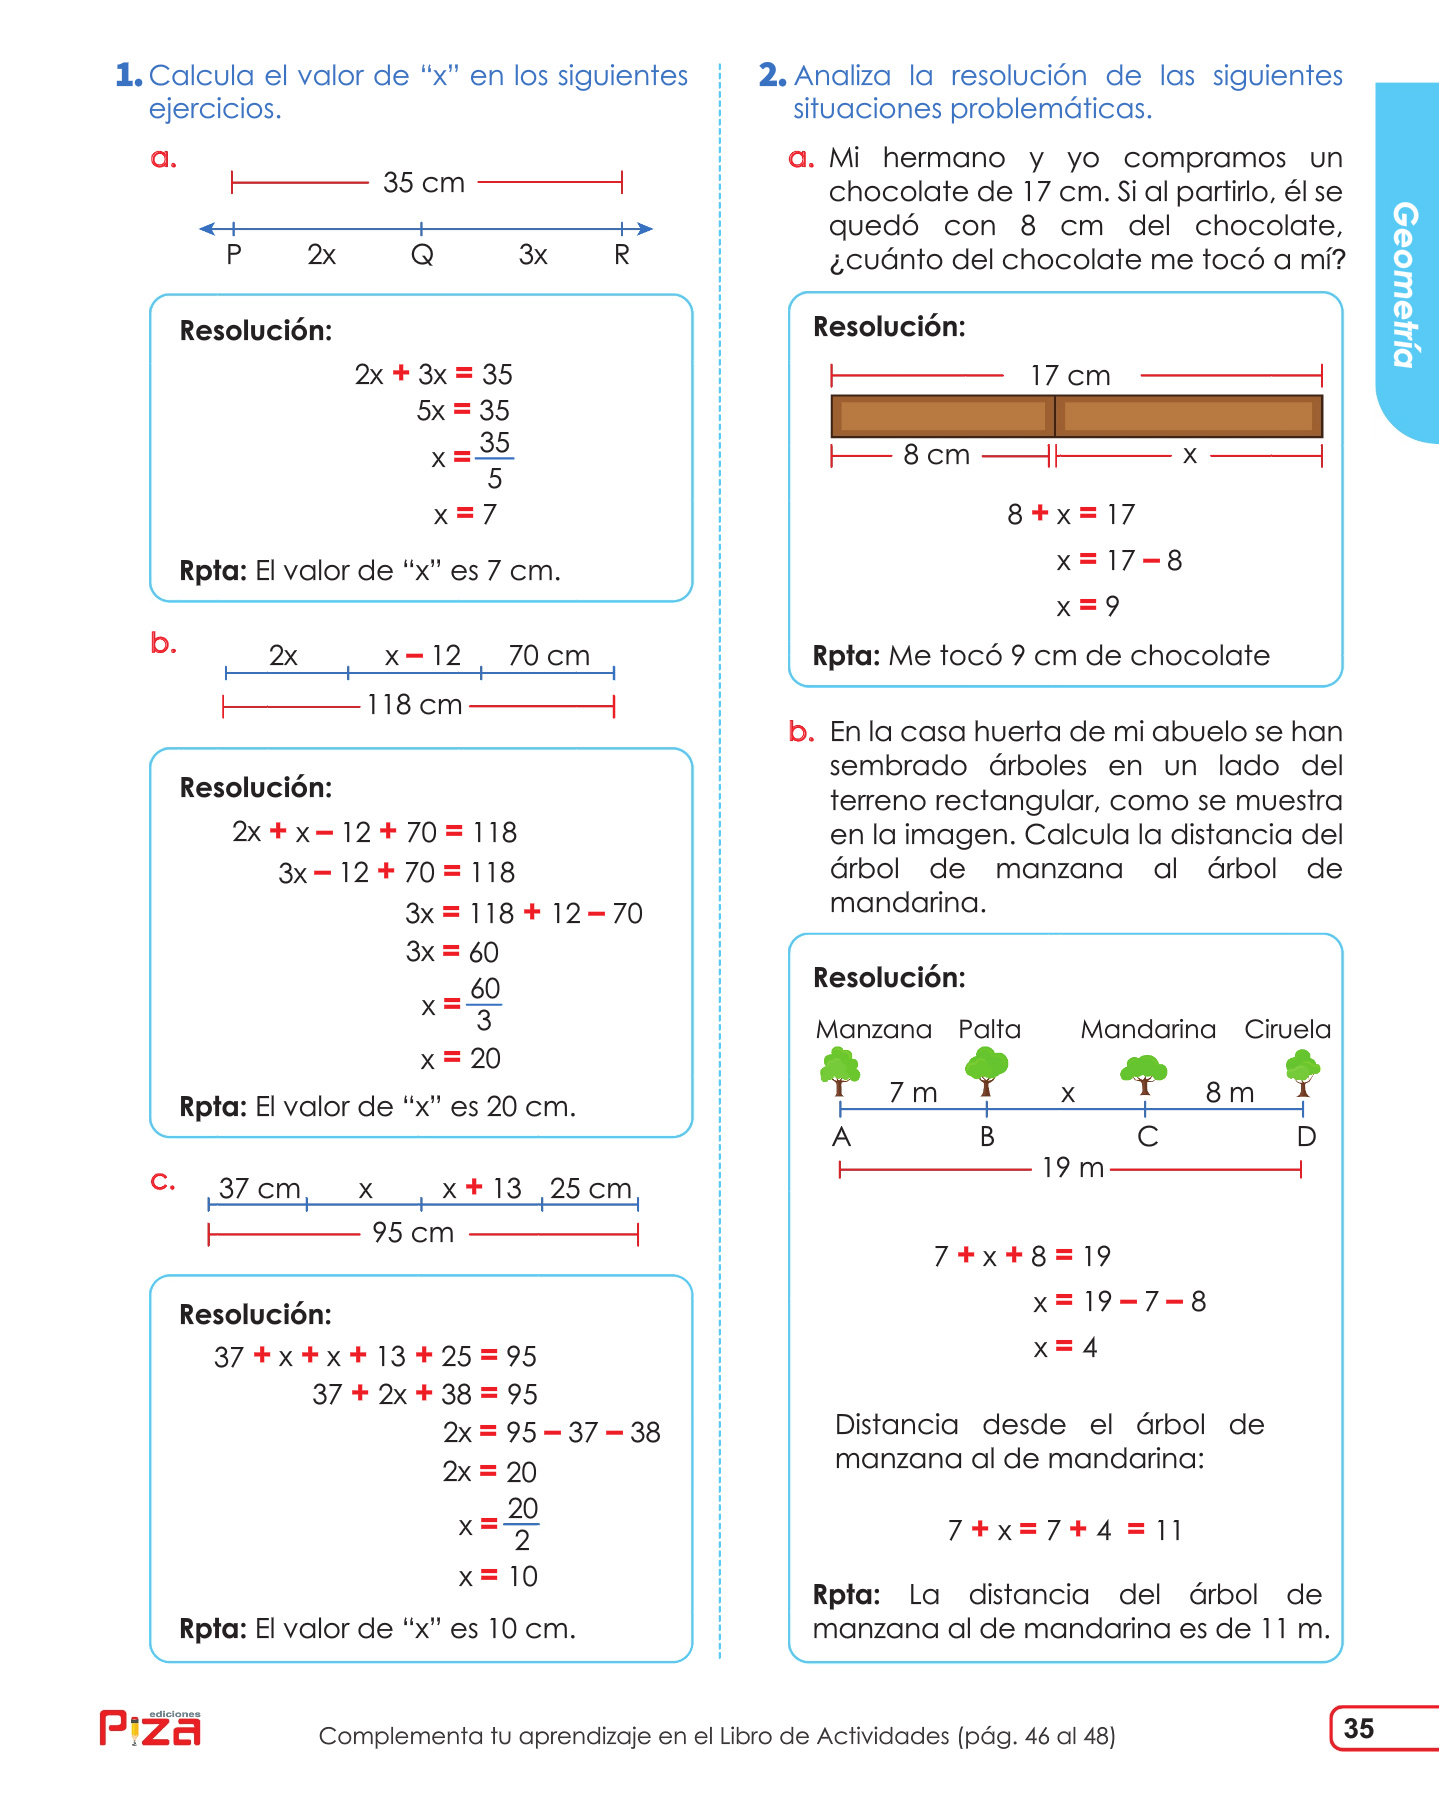 1. Calcula el valor de “x” en los siguientes
ejercicios.
a.
35 cm
P 2x Q 3x R
Resolución:
2x + 3x = 35
5x = 35
x = 35/5
x = 7
Rpta: El valor de “x” es 7 cm.
b.
2x x – 12 70 cm
118 cm
Resolución:
2x + x – 12 + 70 = 118
3x – 12 + 70 = 118
3x = 118 + 12 – 70
3x = 60
x = 60/3
x = 20
Rpta: El valor de “x” es 20 cm.
c.
37 cm x x + 13 25 cm
95 cm
Resolución:
37 + x + x + 13 + 25 = 95
37 + 2x + 38 = 95
2x = 95 – 37 – 38
2x = 20
x = 20/2
x = 10
Rpta: El valor de “x” es 10 cm.
2. Analiza la resolución de las siguientes
situaciones problemáticas.
a. Mi hermano y yo compramos un
chocolate de 17 cm. Si al partirlo, él se
quedó con 8 cm del chocolate,
¿cuánto del chocolate me tocó a mí?
Resolución:
17 cm
8 cm x
8 + x = 17
x = 17 – 8
x = 9
Rpta: Me tocó 9 cm de chocolate
b. En la casa huerta de mi abuelo se han
sembrado árboles en un lado del
terreno rectangular, como se muestra
en la imagen. Calcula la distancia del
árbol de manzana al árbol de
mandarina.
Resolución:
Manzana Palta Mandarina Ciruela
7 m x 8 m
A B C D
19 m
7 + x + 8 = 19
x = 19 – 7 – 8
x = 4
Distancia desde el árbol de
manzana al de mandarina:
7 + x = 7 + 4 = 11
Rpta: La distancia del árbol de
manzana al de mandarina es de 11 m.
Geometría
ediciones
Piza
Complementa tu aprendizaje en el Libro de Actividades (pág. 46 al 48)
35